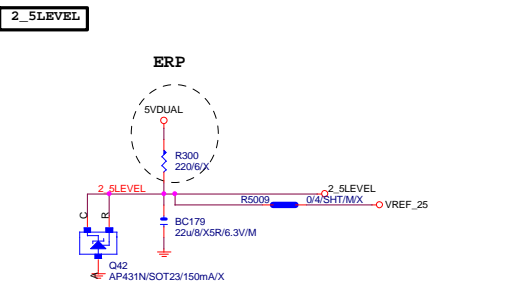 2_5LEVEL
ERP
5VDUAL
R300
220/6/X
2_5LEVEL
2_5LEVEL
R5009
0/4/SHT/M/X
VREF_25
C
R
BC179
22u/8/X5R/6.3V/M
A
Q42
AP431N/SOT23/150mA/X